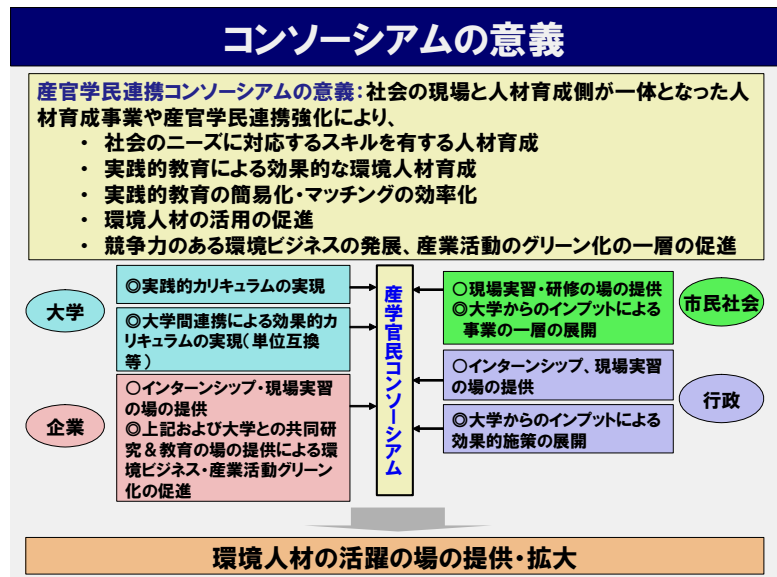 コンソーシアムの意義
産官学民連携コンソーシアムの意義:社会の現場と人材育成側が一体となった人
材育成事業や産官学民連携強化により、
・ 社会のニーズに対応するスキルを有する人材育成
・ 実践的教育による効果的な環境人材育成
・ 実践的教育の簡易化・マッチングの効率化
・ 環境人材の活用の促進
・ 競争力のある環境ビジネスの発展、産業活動のグリーン化の一層の促進
大学
◎実践的カリキュラムの実現
◎大学間連携による効果的カ
リキュラムの実現(単位互換
等)
企業
○インターンシップ・現場実習
の場の提供
◎上記および大学との共同研
究&教育の場の提供による環
境ビジネス・産業活動グリーン
化の促進
産学官民コンソーシアム
○現場実習・研修の場の提供
◎大学からのインプットによる
事業の一層の展開
市民社会
○インターンシップ、現場実習
の場の提供
行政
◎大学からのインプットによる
効果的施策の展開
環境人材の活躍の場の提供・拡大